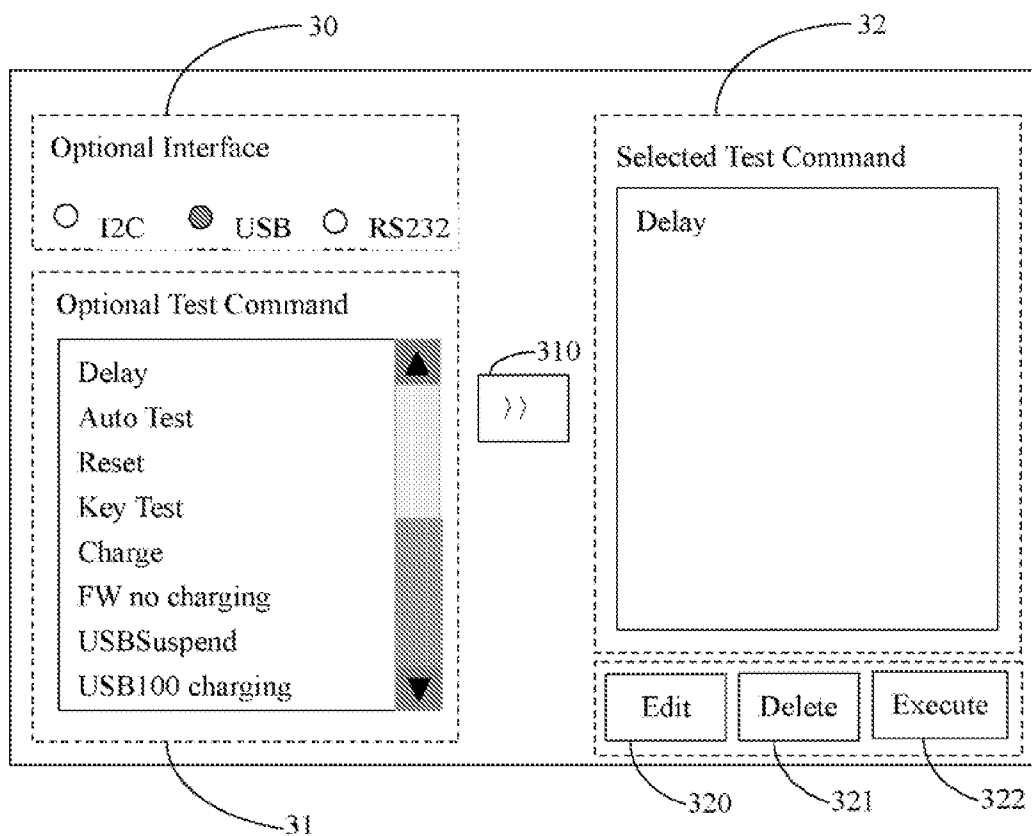 30
32
Optional Interface
I2C USB RS232
Optional Test Command
Delay
Auto Test
Reset
Key Test
Charge
FW no charging
USBSuspend
USB100 charging
310
》
Selected Test Command
Delay
Edit Delete Execute
31
320
321
322